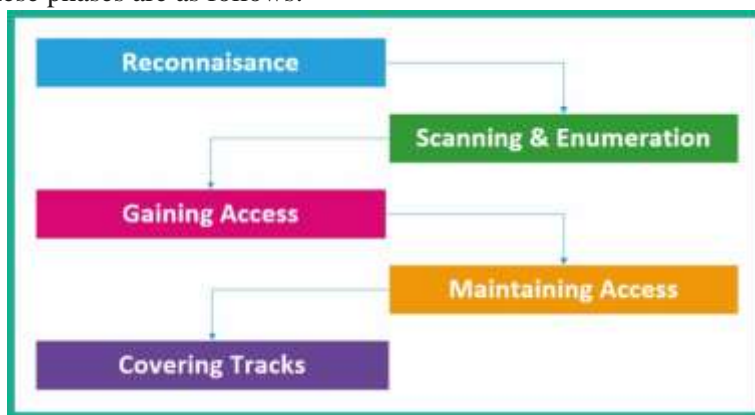 Reconnaisance
Scanning & Enumeration
Gaining Access
Maintaining Access
Covering Tracks